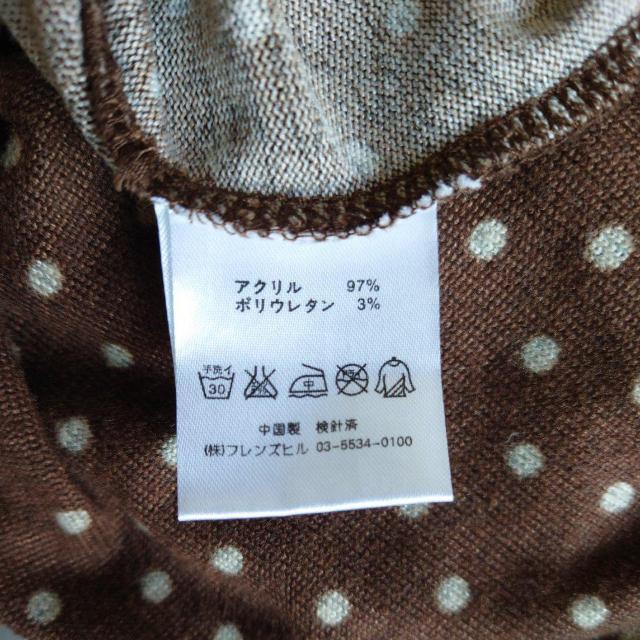 アクリル 97%
ポリウレタン 3%
手洗イ
30 中
中国製 検針済
(株)フレンズヒル 03-5534-0100